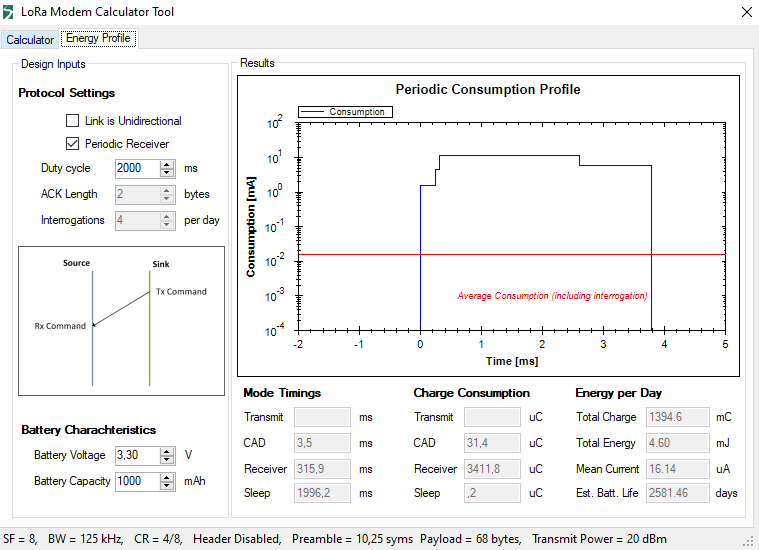 LoRa Modem Calculator Tool
Calculator Energy Profile
Design Inputs
Protocol Settings
Link is Unidirectional
Periodic Receiver
Duty cycle 2000 ms
ACK Length 2 bytes
Interrogations 4 per day
Source Sink
Tx Command
Rx Command
Battery Charachteristics
Battery Voltage 3,30 V
Battery Capacity 1000 mAh
Results
Periodic Consumption Profile
Consumption
Consumption [mA]
10^2
10^1
10^0
10^-1
10^-2
10^-3
10^-4
Average Consumption (including interrogation)
-2 -1 0 1 2 3 4 5
Time [ms]
Mode Timings Charge Consumption Energy per Day
Transmit ms Transmit uC Total Charge 1394.6 mC
CAD 3,5 ms CAD 31,4 uC Total Energy 4.60 mJ
Receiver 315,9 ms Receiver 3411,8 uC Mean Current 16.14 uA
Sleep 1996,2 ms Sleep ,2 uC Est. Batt. Life 2581.46 days
SF = 8, BW = 125 kHz, CR = 4/8, Header Disabled, Preamble = 10,25 syms Payload = 68 bytes, Transmit Power = 20 dBm